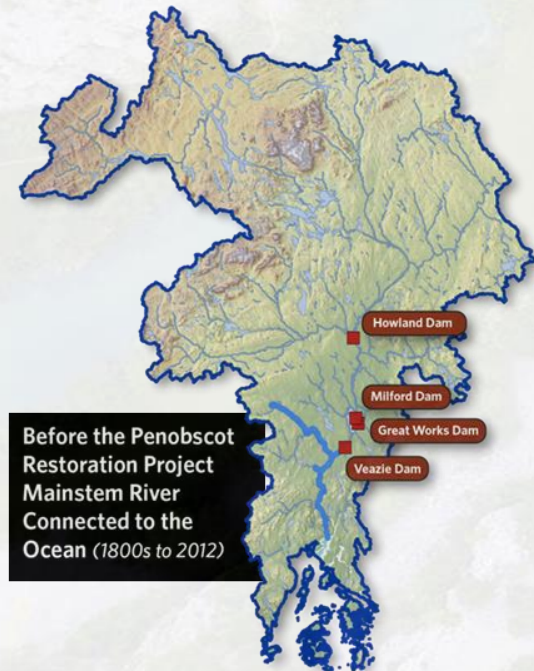 Howland Dam
Milford Dam
Great Works Dam
Veazie Dam
Before the Penobscot
Restoration Project
Mainstem River
Connected to the
Ocean (1800s to 2012)